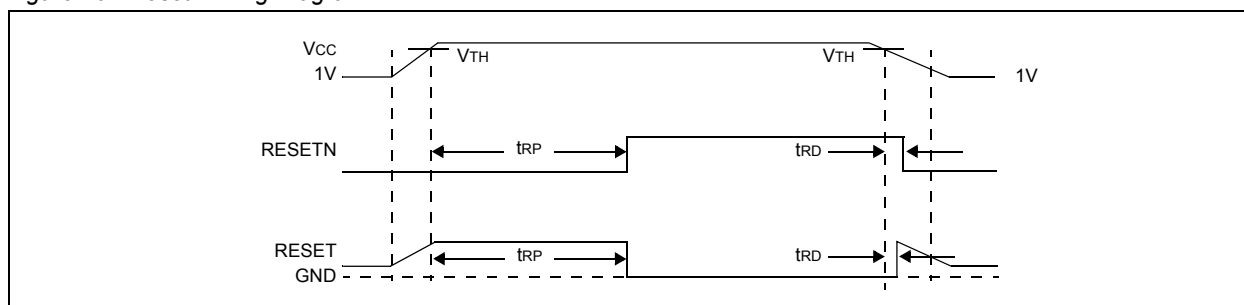 VCC
VTH
VTH
1V
1V
RESETN
tRP
tRD
RESET
tRP
tRD
GND